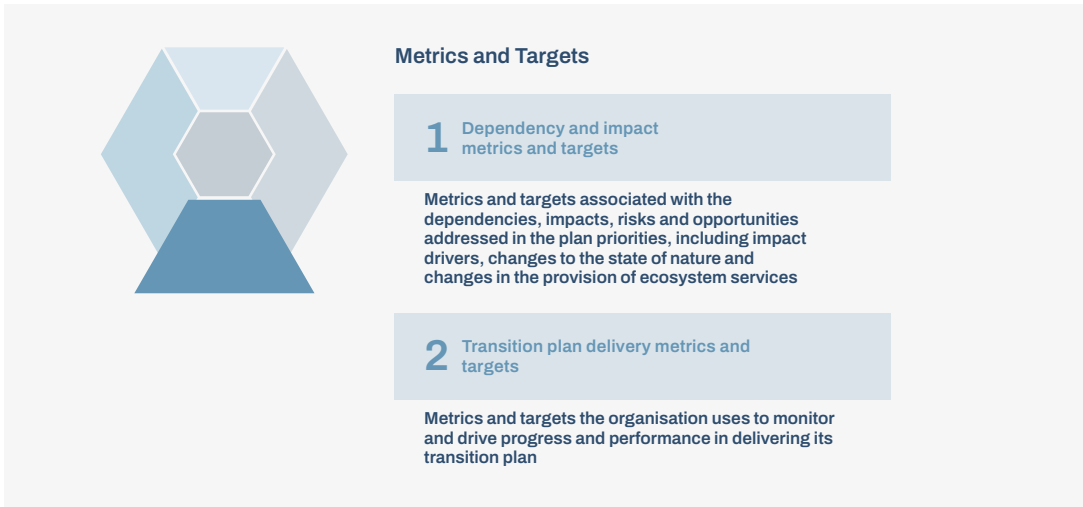 Metrics and Targets
1
Dependency and impact
metrics and targets
Metrics and targets associated with the
dependencies, impacts, risks and opportunities
addressed in the plan priorities, including impact
drivers, changes to the state of nature and
changes in the provision of ecosystem services
2
Transition plan delivery metrics and
targets
Metrics and targets the organisation uses to monitor
and drive progress and performance in delivering its
transition plan